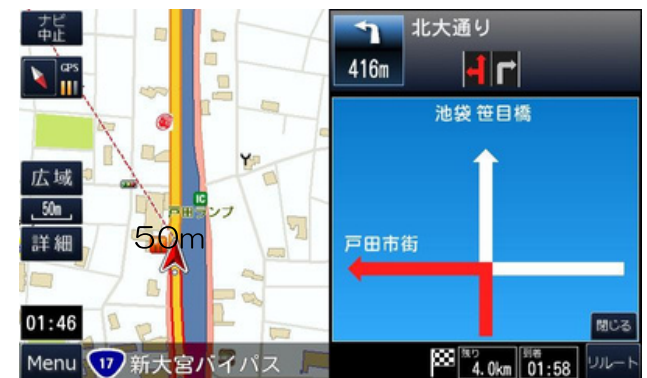 ナビ
中止
GPS
広域
50m
詳細
IC
戸田ランプ
50m
01:46
Menu
17
新大宮バイパス
北大通り
416m
池袋 笹目橋
戸田市街
閉じる
残り
4.0km
到着
01:58
リルート